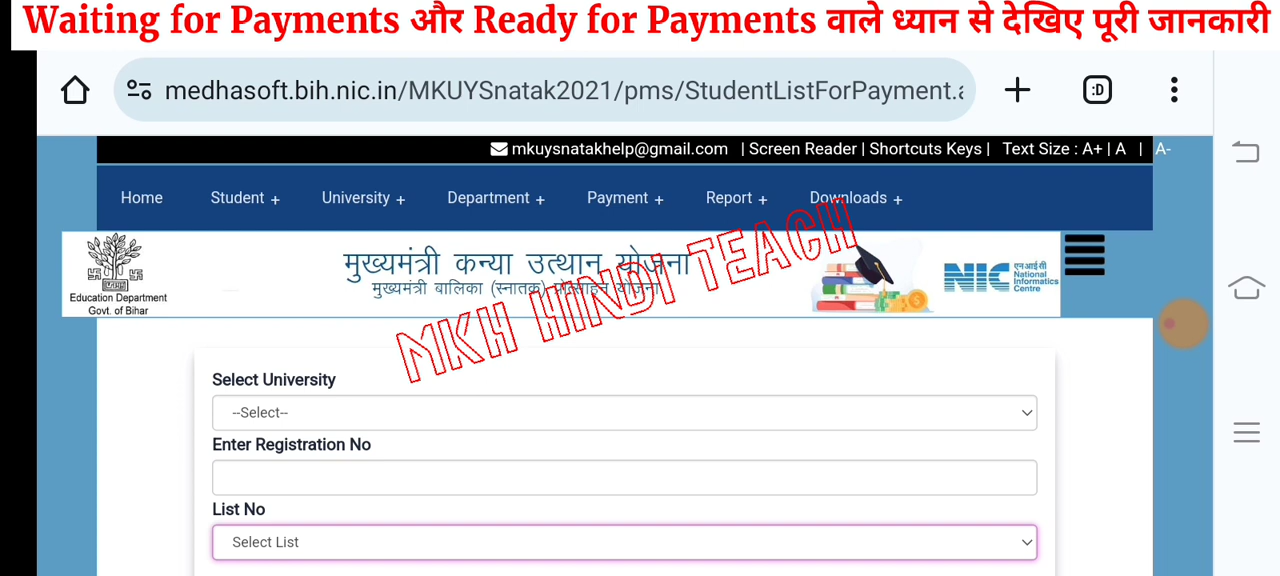 Waiting for Payments और Ready for Payments वाले ध्यान से देखिए पूरी जानकारी
medhasoft.bih.nic.in/MKUYSnatak2021/pms/StudentListForPayment.a
:D
mkuysnatakhelp@gmail.com | Screen Reader | Shortcuts Keys | Text Size : A+ | A | A-
Home Student + University + Department + Payment + Report + Downloads +
मुख्यमंत्री कन्या उत्थान योजना
मुख्यमंत्री बालिका (स्नातक) प्रोत्साहन योजना
Education Department
Govt. of Bihar
NIC एनआईसी
National
Informatics
Centre
MKH HINDI TEACH
Select University
--Select--
Enter Registration No
List No
Select List